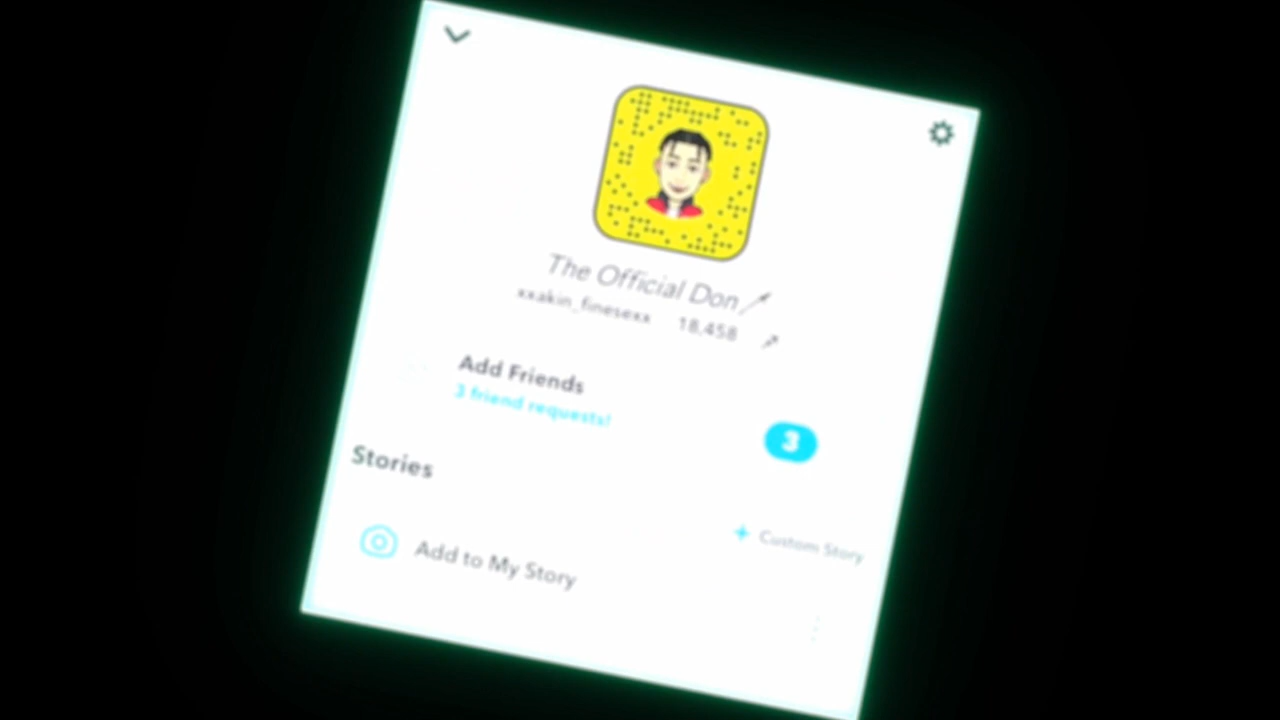 The Official Don
xxakin_finesexx 18,458
Add Friends
3 friend requests!
3
Stories
+ Custom Story
Add to My Story